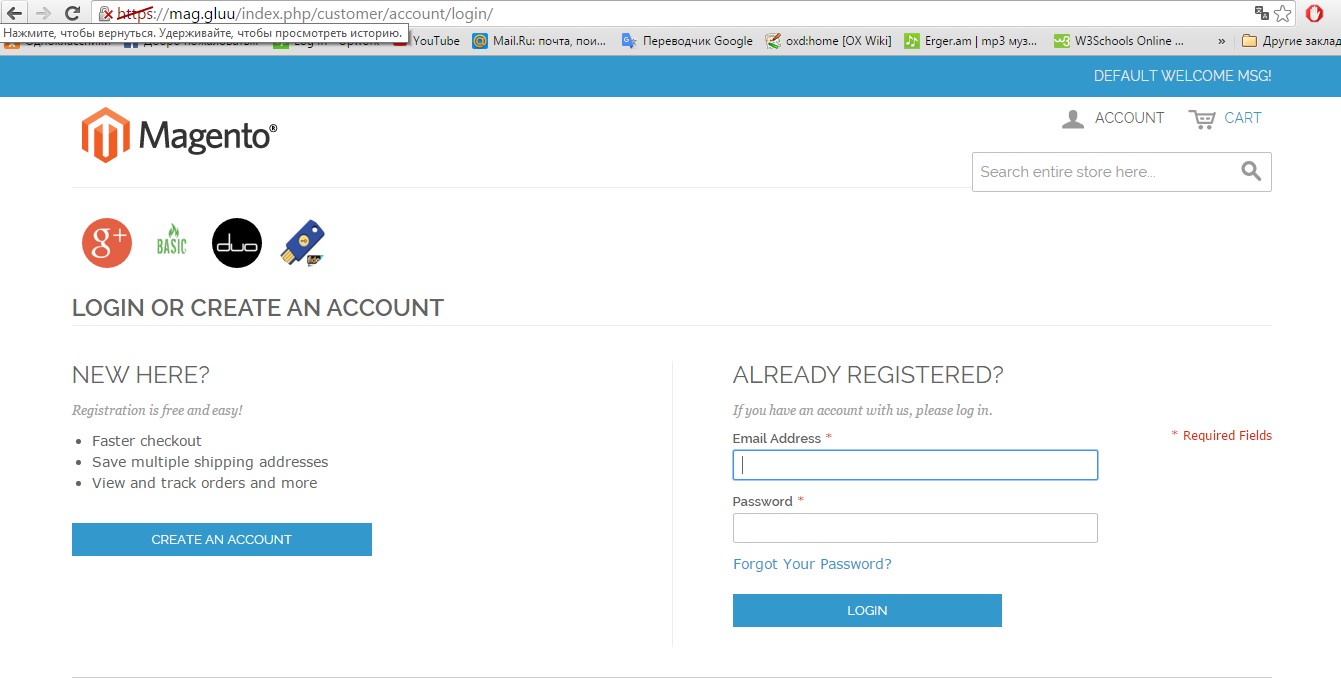 https://mag.gluu/index.php/customer/account/login/
Нажмите, чтобы вернуться. Удерживайте, чтобы просмотреть историю.
YouTube
Mail.Ru: почта, пои...
Переводчик Google
oxd:home [OX Wiki]
Erger.am | mp3 муз...
W3Schools Online ...
»
Другие заклад
DEFAULT WELCOME MSG!
Magento®
ACCOUNT
CART
Search entire store here...
g+
BASIC
duo
fido
LOGIN OR CREATE AN ACCOUNT
NEW HERE?
Registration is free and easy!
• Faster checkout
• Save multiple shipping addresses
• View and track orders and more
CREATE AN ACCOUNT
ALREADY REGISTERED?
If you have an account with us, please log in.
* Required Fields
Email Address *
Password *
Forgot Your Password?
LOGIN